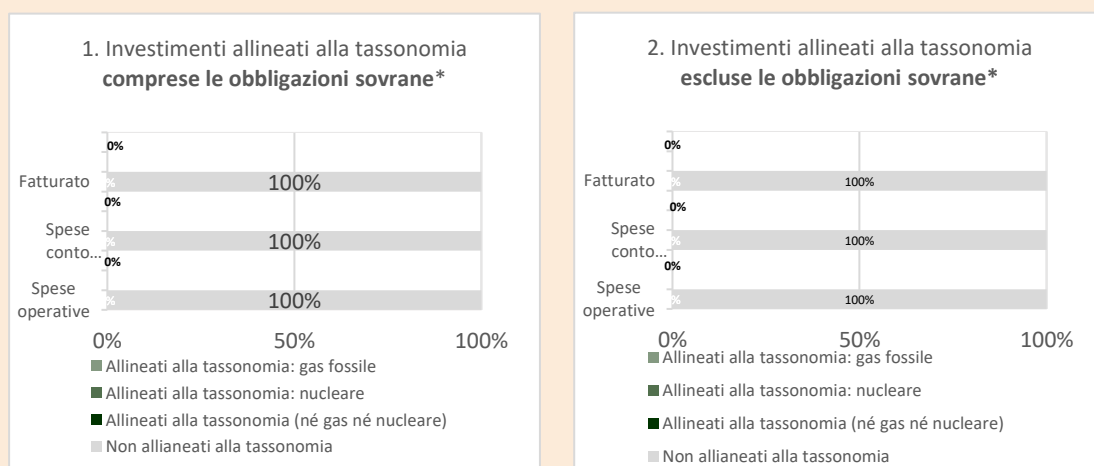 1. Investimenti allineati alla tassonomia
comprese le obbligazioni sovrane*
0%
Fatturato
%
100%
0%
Spese
conto...
%
100%
0%
Spese
operative
%
100%
0%
50%
100%
Allineati alla tassonomia: gas fossile
Allineati alla tassonomia: nucleare
Allineati alla tassonomia (né gas né nucleare)
Non allianeati alla tassonomia
2. Investimenti allineati alla tassonomia
escluse le obbligazioni sovrane*
0%
Fatturato
%
100%
0%
Spese
conto...
%
100%
0%
Spese
operative
%
100%
0%
50%
100%
Allineati alla tassonomia: gas fossile
Allineati alla tassonomia: nucleare
Allineati alla tassonomia (né gas né nucleare)
Non allianeati alla tassonomia